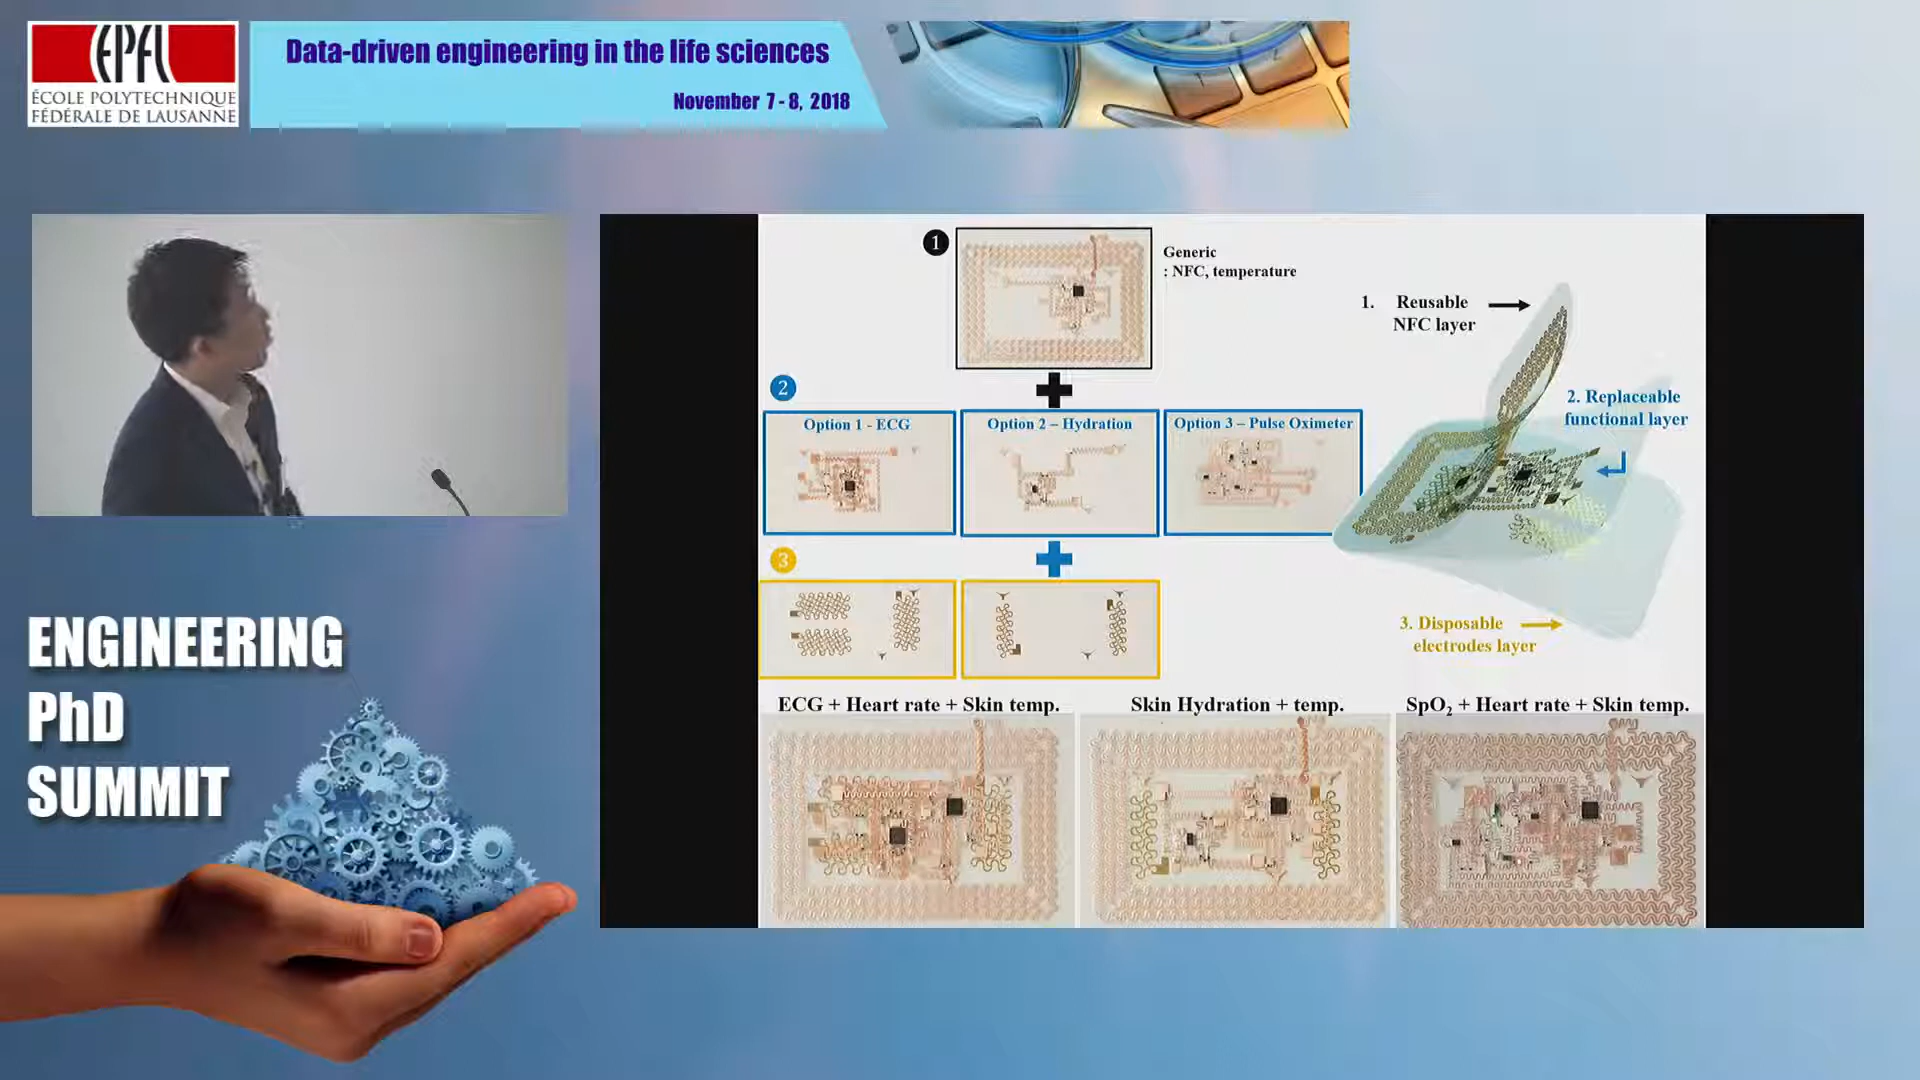 EPFL
ÉCOLE POLYTECHNIQUE
FÉDÉRALE DE LAUSANNE
Data-driven engineering in the life sciences
November 7 - 8, 2018
1
Generic
: NFC, temperature
1. Reusable
NFC layer
2
2. Replaceable
functional layer
Option 1 - ECG
Option 2 – Hydration
Option 3 – Pulse Oximeter
3
3. Disposable
electrodes layer
ECG + Heart rate + Skin temp.
Skin Hydration + temp.
SpO₂ + Heart rate + Skin temp.
ENGINEERING
PhD
SUMMIT